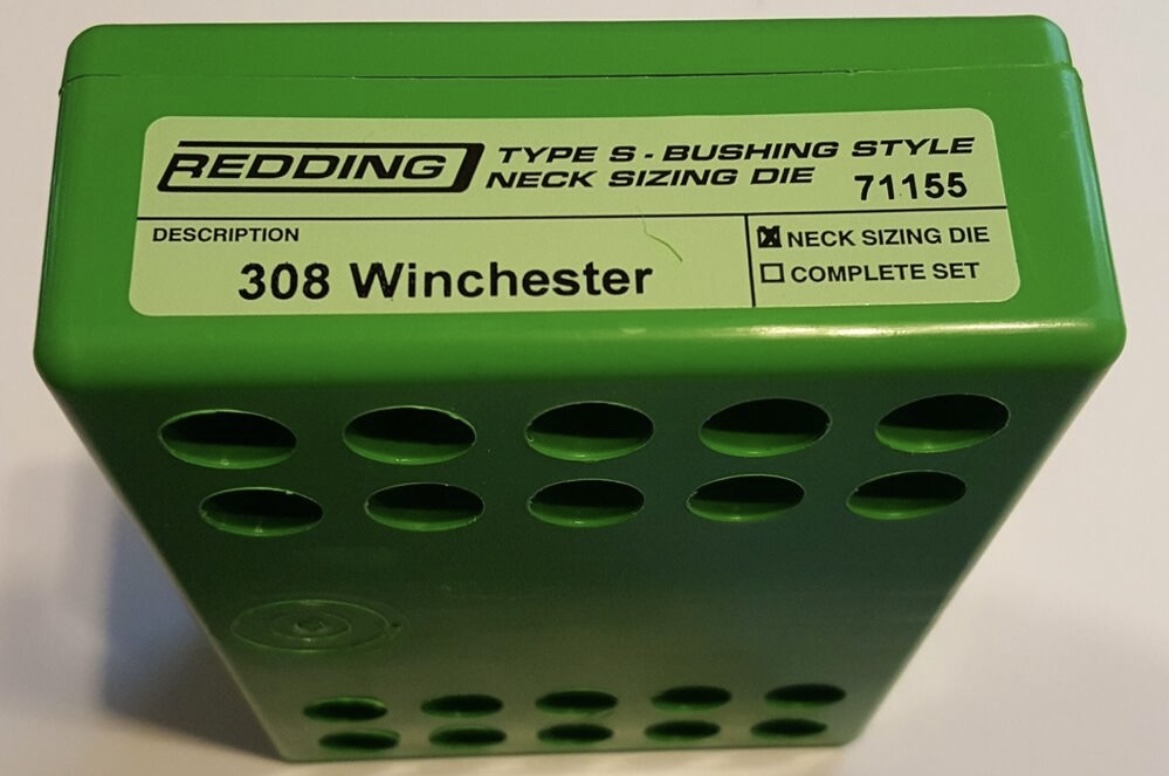 REDDING TYPE S - BUSHING STYLE
NECK SIZING DIE 71155
DESCRIPTION
308 Winchester
NECK SIZING DIE
COMPLETE SET